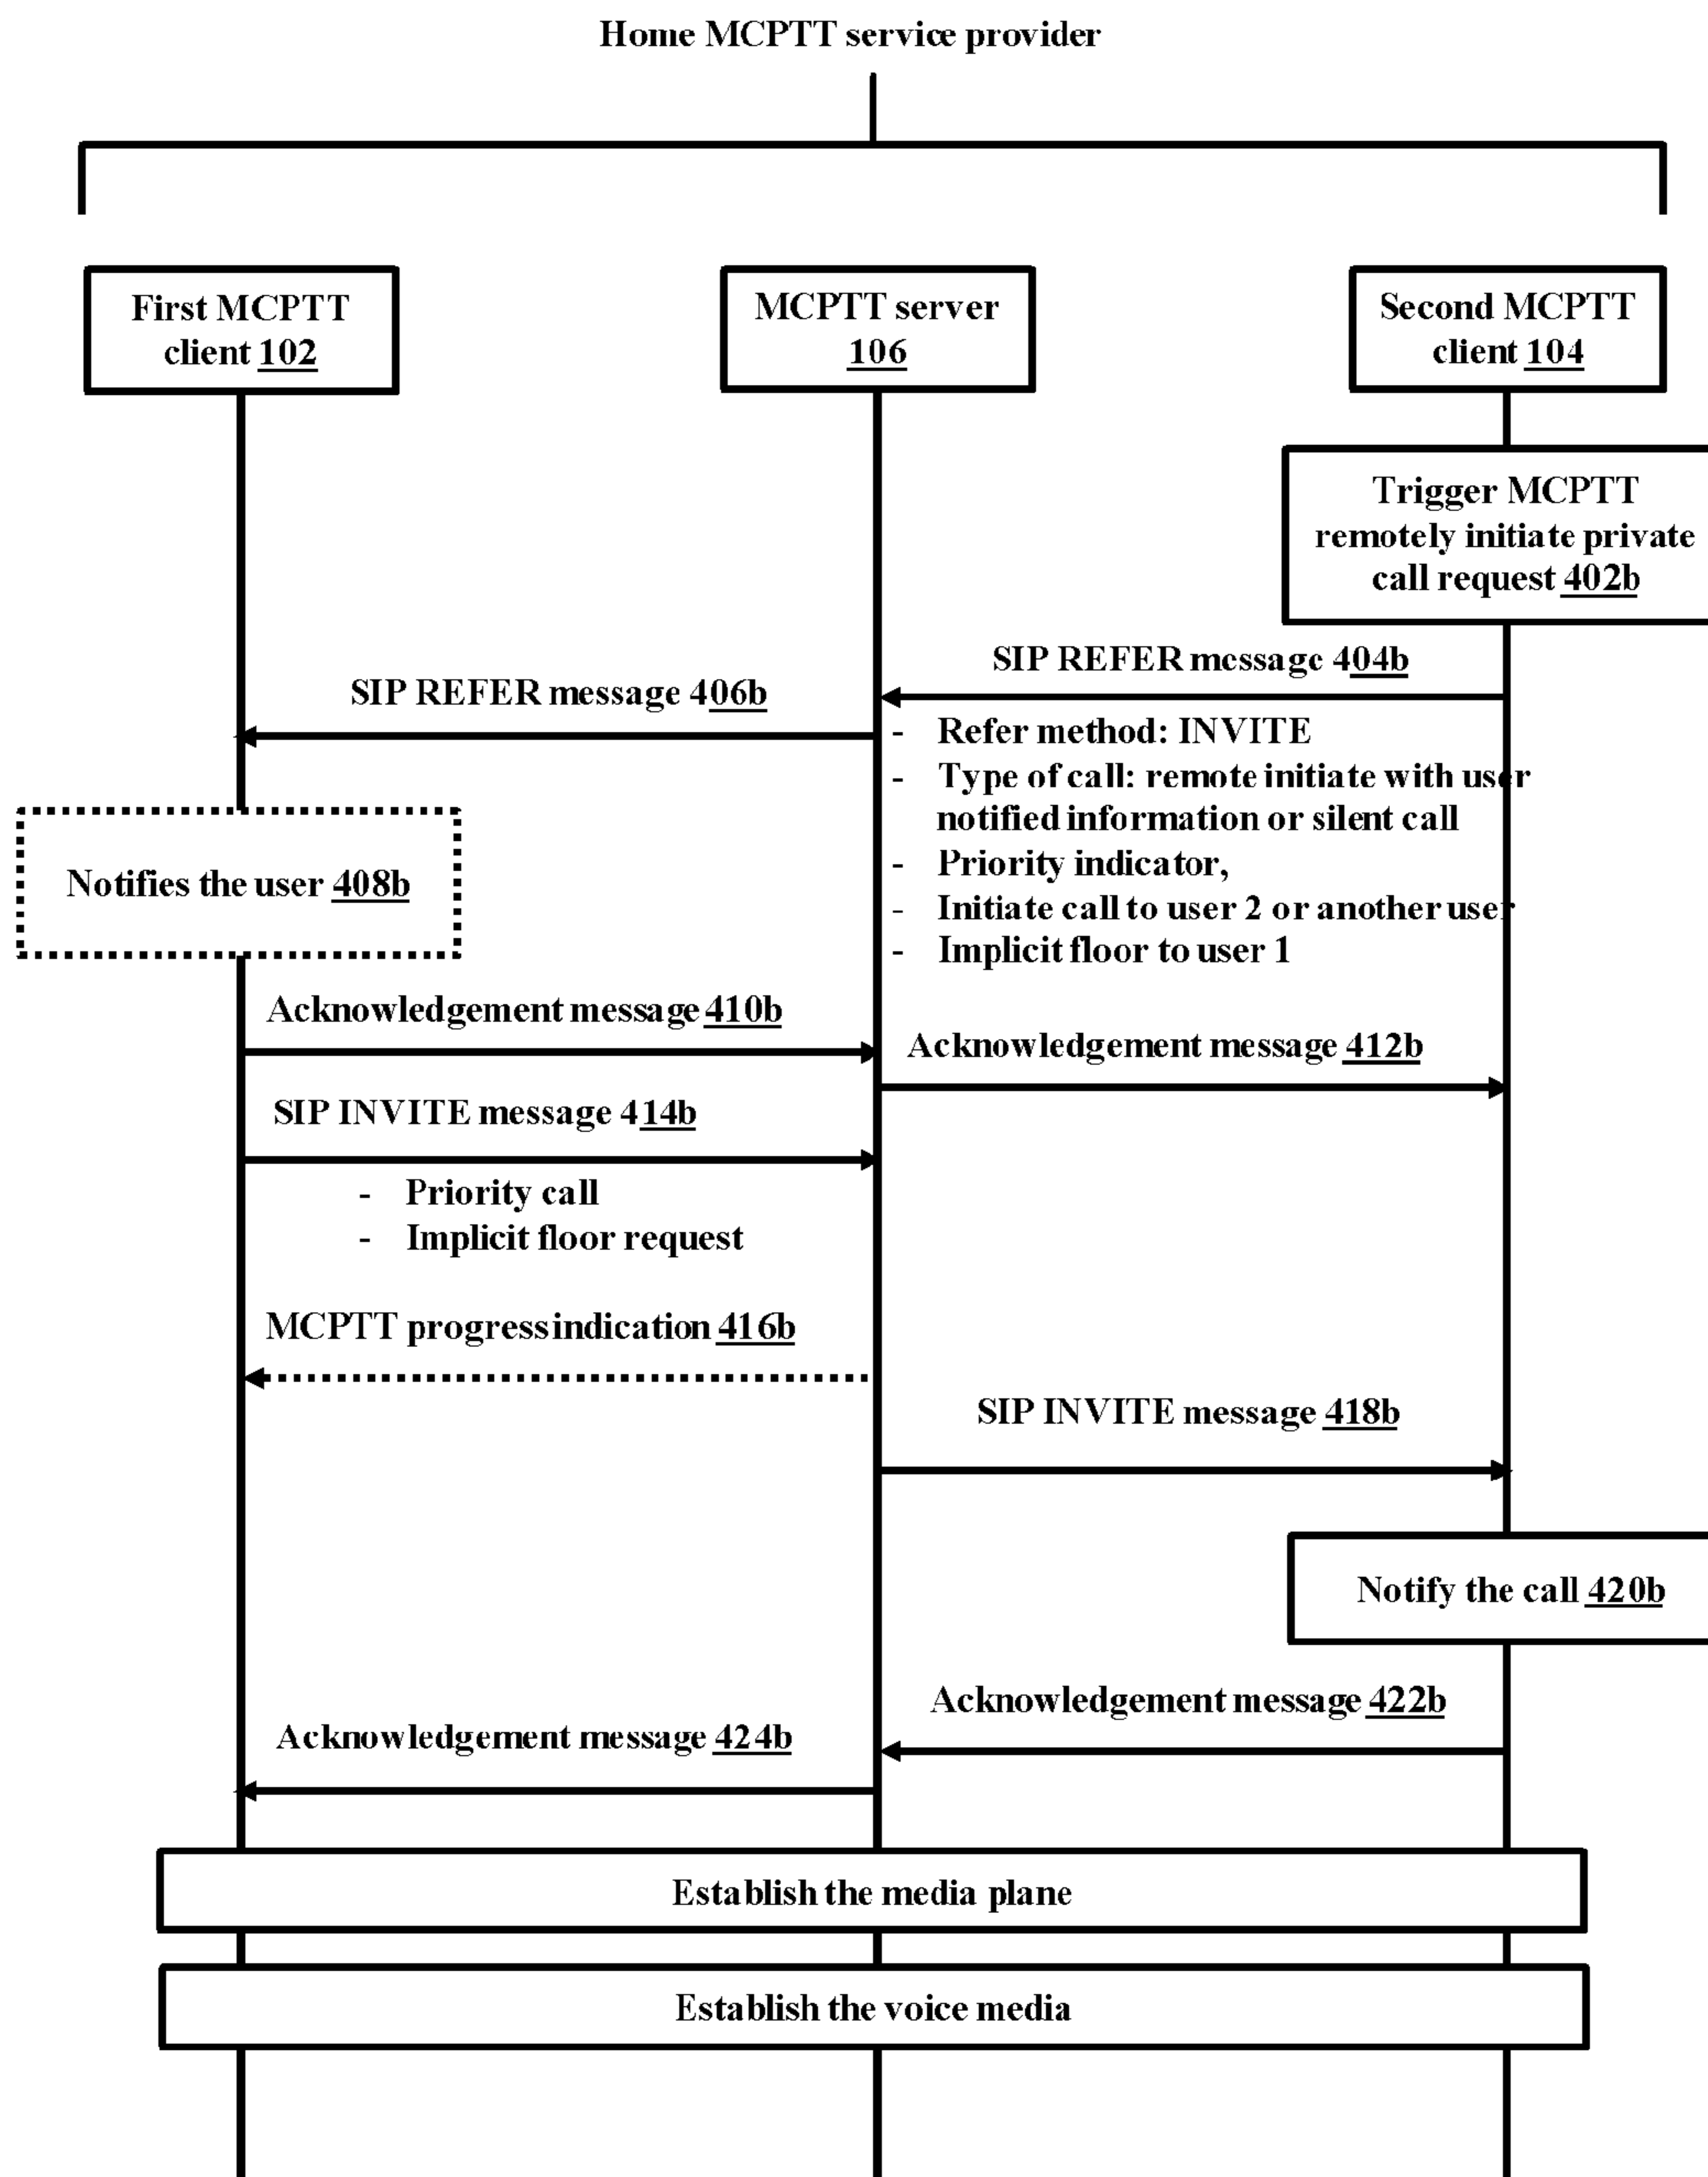 Home MCPTT service provider
First MCPTT
client 102
MCPTT server
106
Second MCPTT
client 104
Trigger MCPTT
remotely initiate private
call request 402b
SIP REFER message 404b
SIP REFER message 406b
- Refer method: INVITE
- Type of call: remote initiate with user
notified information or silent call
- Priority indicator,
- Initiate call to user 2 or another user
- Implicit floor to user 1
Notifies the user 408b
Acknowledgement message 410b
Acknowledgement message 412b
SIP INVITE message 414b
- Priority call
- Implicit floor request
MCPTT progress indication 416b
SIP INVITE message 418b
Notify the call 420b
Acknowledgement message 422b
Acknowledgement message 424b
Establish the media plane
Establish the voice media